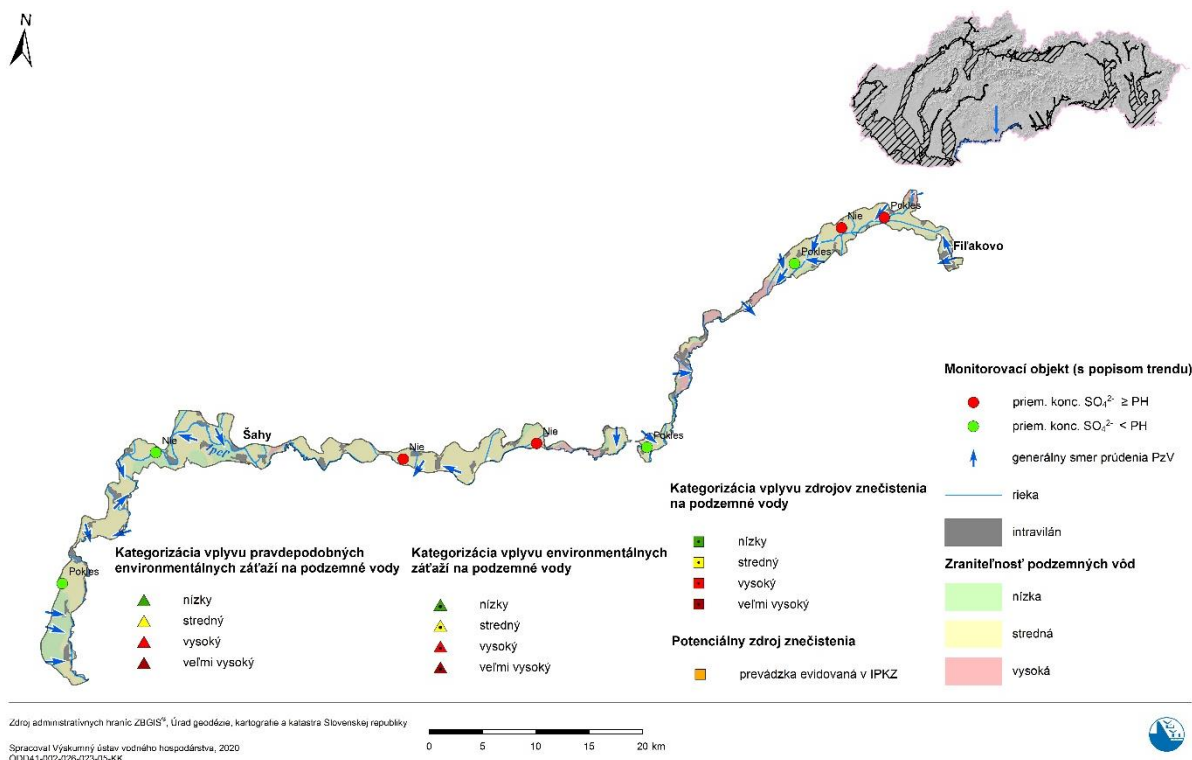 N
Nie
Pokles
Pokles
Fiľakovo
Monitorovací objekt (s popisom trendu)
priem. konc. SO₄²⁻ ≥ PH
priem. konc. SO₄²⁻ < PH
generálny smer prúdenia PzV
rieka
intravilán
Zraniteľnosť podzemných vôd
nízka
stredná
vysoká
Nie
Šahy
Ipeľ
Nie
Nie
Pokles
Pokles
Kategorizácia vplyvu pravdepodobných
environmentálnych záťaží na podzemné vody
nízky
stredný
vysoký
veľmi vysoký
Kategorizácia vplyvu environmentálnych
záťaží na podzemné vody
nízky
stredný
vysoký
veľmi vysoký
Kategorizácia vplyvu zdrojov znečistenia
na podzemné vody
nízky
stredný
vysoký
veľmi vysoký
Potenciálny zdroj znečistenia
prevádzka evidovaná v IPKZ
Zdroj administratívnych hraníc ZBGIS®, Úrad geodézie, kartografie a katastra Slovenskej republiky
Spracoval Výskumný ústav vodného hospodárstva, 2020
0 5 10 15 20 km